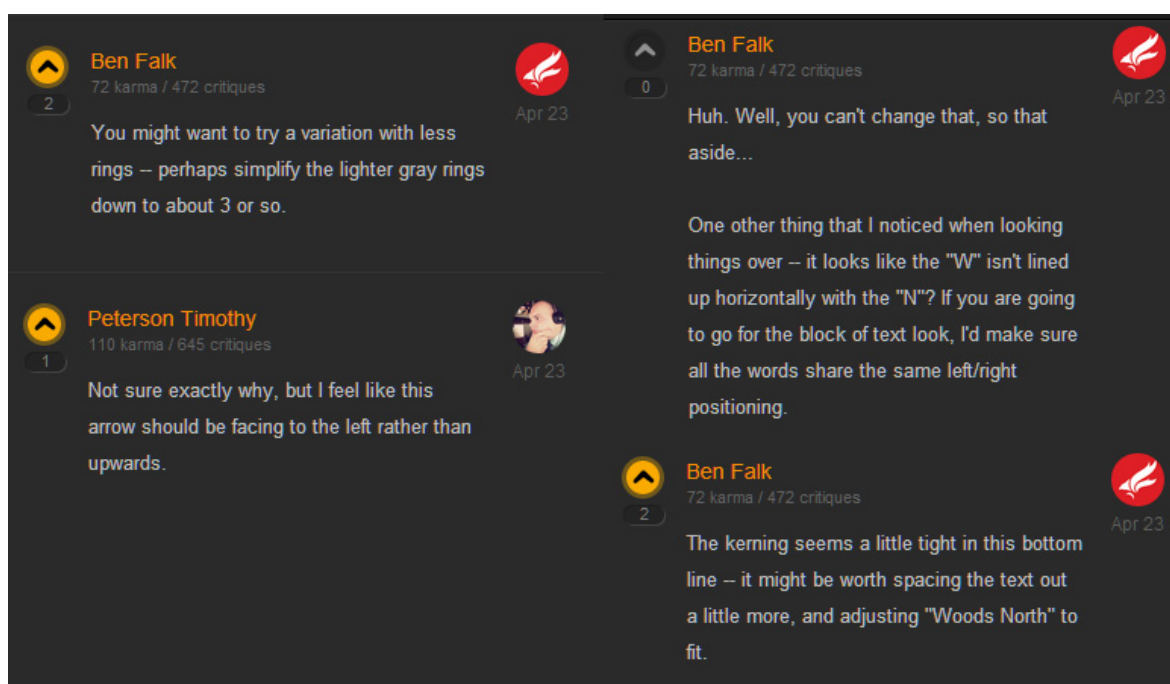 Ben Falk
72 karma / 472 critiques
2
Apr 23
You might want to try a variation with less
rings -- perhaps simplify the lighter gray rings
down to about 3 or so.
Peterson Timothy
110 karma / 645 critiques
1
Apr 23
Not sure exactly why, but I feel like this
arrow should be facing to the left rather than
upwards.
Ben Falk
72 karma / 472 critiques
0
Apr 23
Huh. Well, you can't change that, so that
aside...
One other thing that I noticed when looking
things over -- it looks like the "W" isn't lined
up horizontally with the "N"? If you are going
to go for the block of text look, I'd make sure
all the words share the same left/right
positioning.
Ben Falk
72 karma / 472 critiques
2
Apr 23
The kerning seems a little tight in this bottom
line -- it might be worth spacing the text out
a little more, and adjusting "Woods North" to
fit.